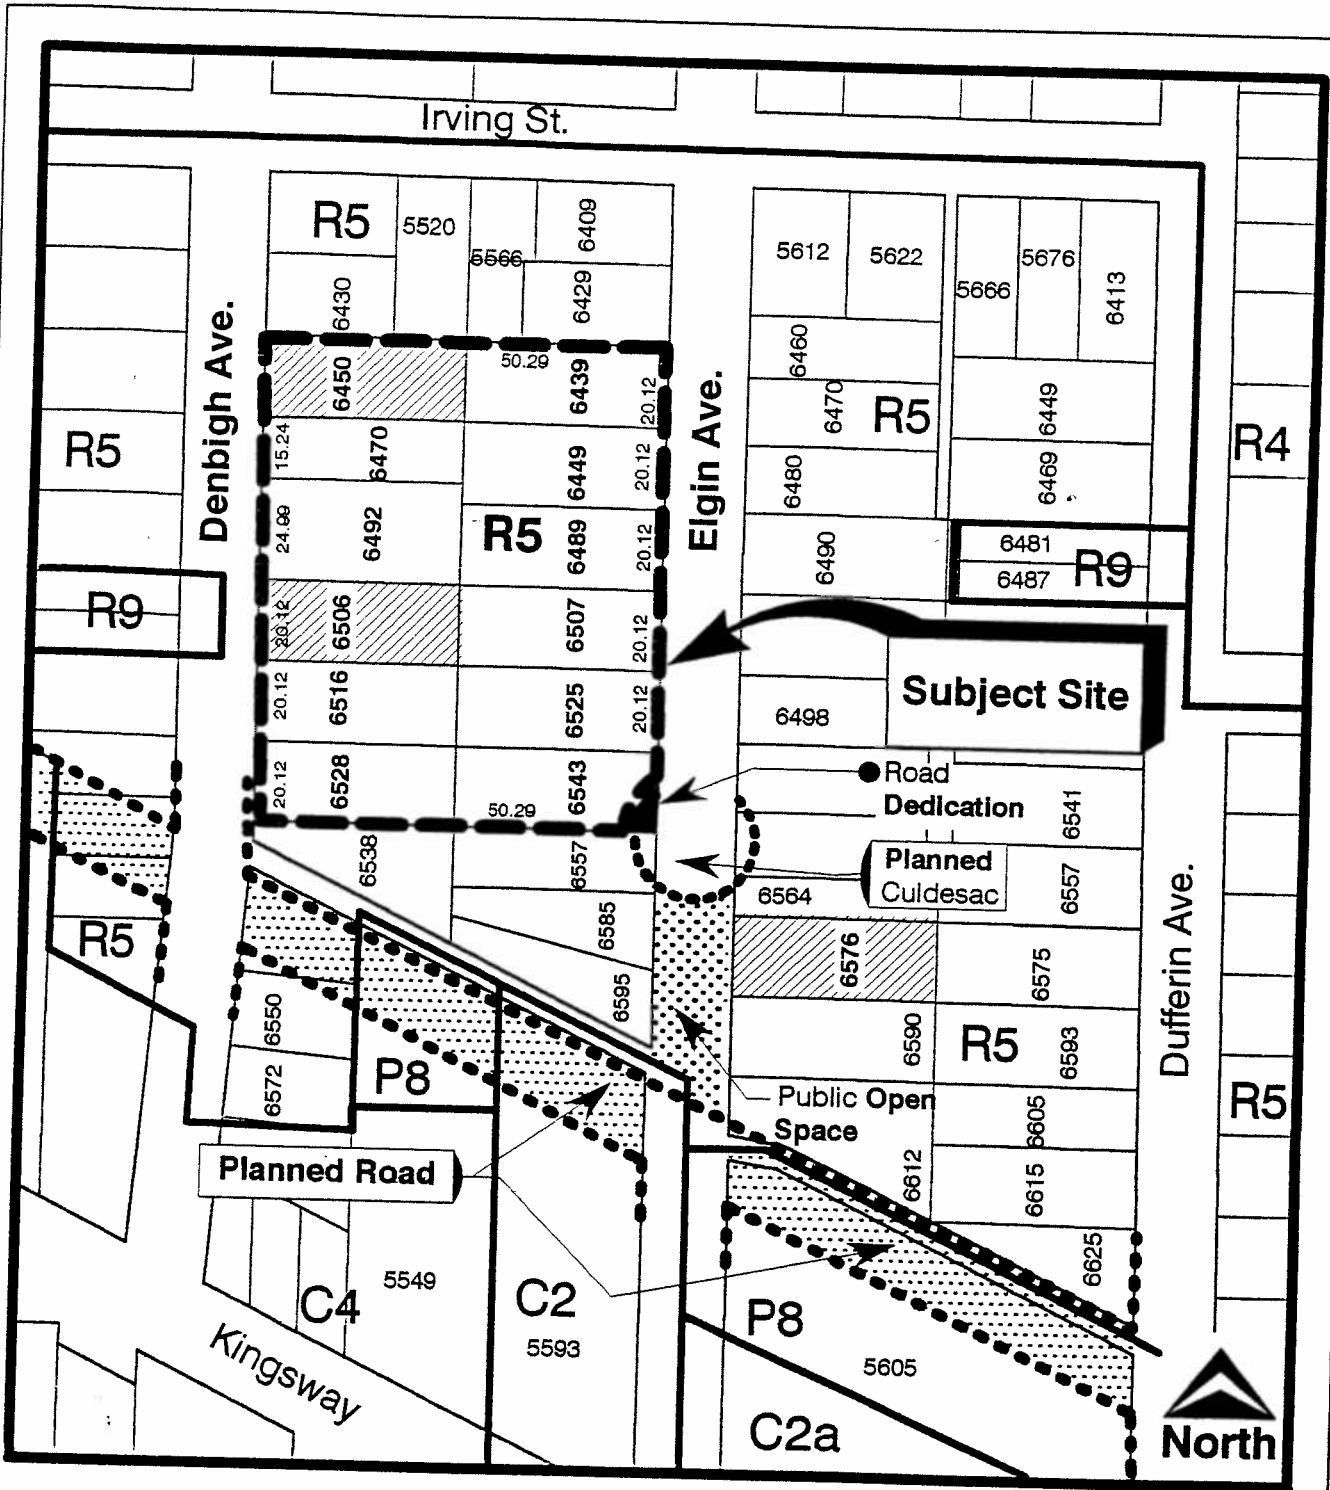 Irving St.
R5
5520
5566
6409
6430
6429
5612
5622
5666
5676
6413
Denbigh Ave.
6450
50.29
6439
20.12
Elgin Ave.
6460
6470
R5
6449
R4
R5
15.24
6470
6449
20.12
6480
6469
24.99
6492
R5
6489
20.12
6490
6481
6487
R9
R9
20.12
6506
6507
20.12
20.12
6516
6525
20.12
Subject Site
6498
20.12
6528
50.29
6543
Road
Dedication
6541
6538
6557
Planned
Culdesac
6564
6557
Dufferin Ave.
R5
6585
6576
6575
6595
6550
6590
R5
6593
6572
P8
Public Open
Space
6605
R5
Planned Road
6612
6615
6625
C4
5549
C2
5593
P8
5605
Kingsway
C2a
North